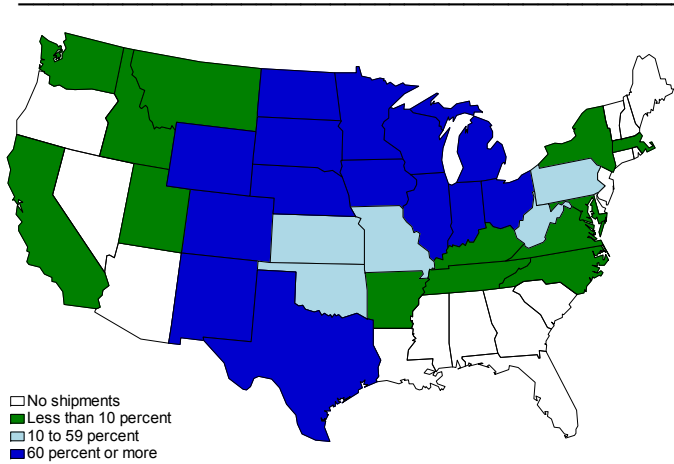 No shipments
Less than 10 percent
10 to 59 percent
60 percent or more